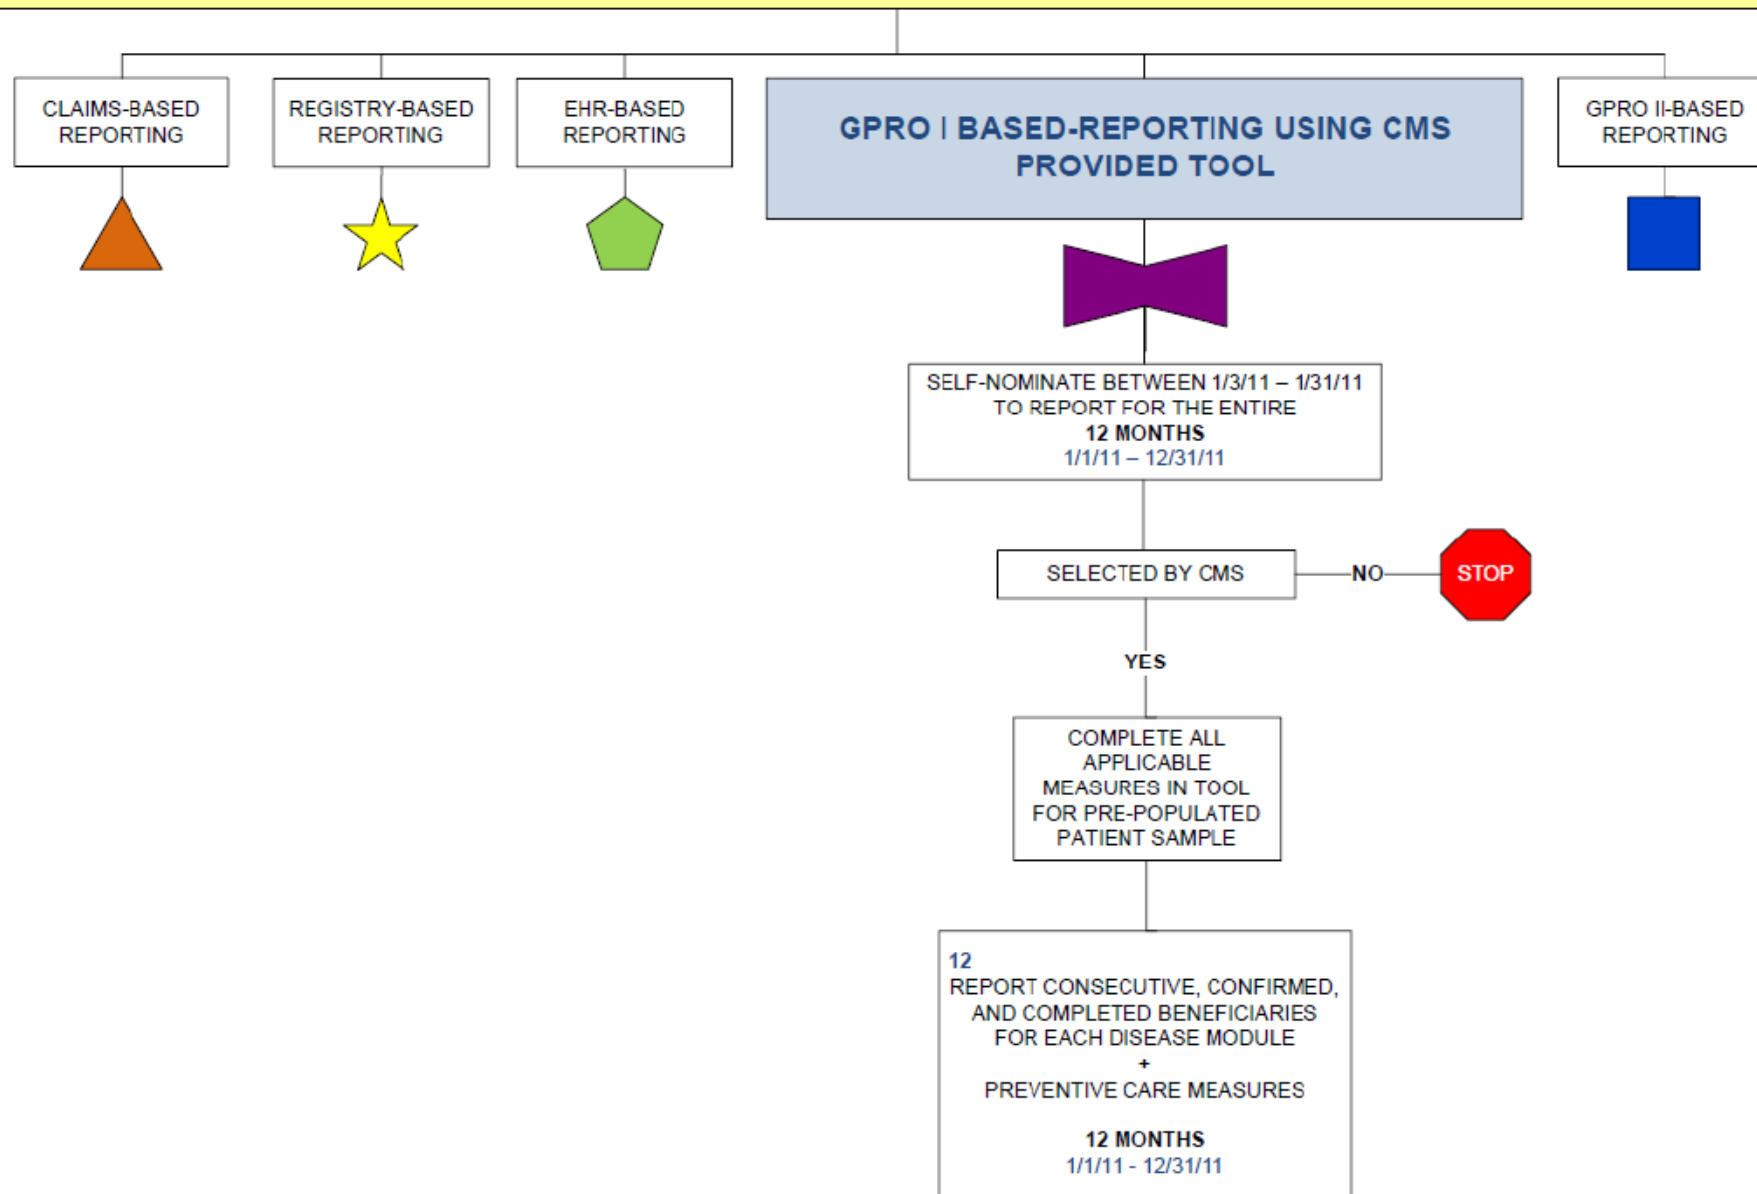 CLAIMS-BASED
REPORTING
REGISTRY-BASED
REPORTING
EHR-BASED
REPORTING
GPRO I BASED-REPORTING USING CMS
PROVIDED TOOL
GPRO II-BASED
REPORTING
SELF-NOMINATE BETWEEN 1/3/11 – 1/31/11
TO REPORT FOR THE ENTIRE
12 MONTHS
1/1/11 – 12/31/11
SELECTED BY CMS
NO
STOP
YES
COMPLETE ALL
APPLICABLE
MEASURES IN TOOL
FOR PRE-POPULATED
PATIENT SAMPLE
12
REPORT CONSECUTIVE, CONFIRMED,
AND COMPLETED BENEFICIARIES
FOR EACH DISEASE MODULE
+
PREVENTIVE CARE MEASURES
12 MONTHS
1/1/11 - 12/31/11